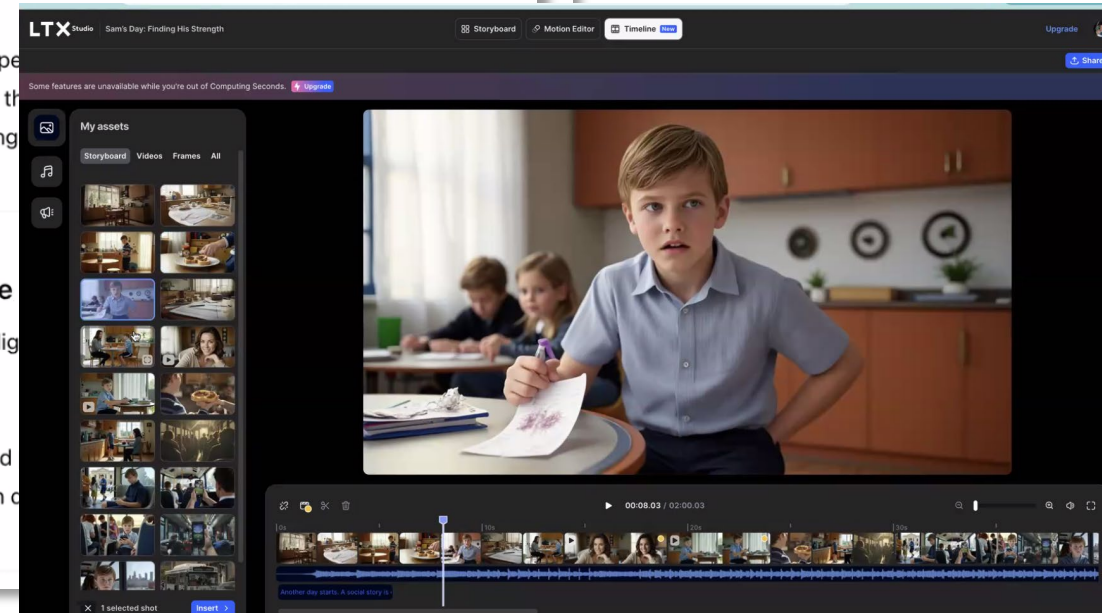 LTX Studio Sam's Day: Finding His Strength
Storyboard Motion Editor Timeline New
Upgrade
Share
Some features are unavailable while you're out of Computing Seconds. Upgrade
My assets
Storyboard Videos Frames All
00:08.03 / 02:00.03
0s 10s 20s 30s
Another day starts. A social story is
1 selected shot Insert